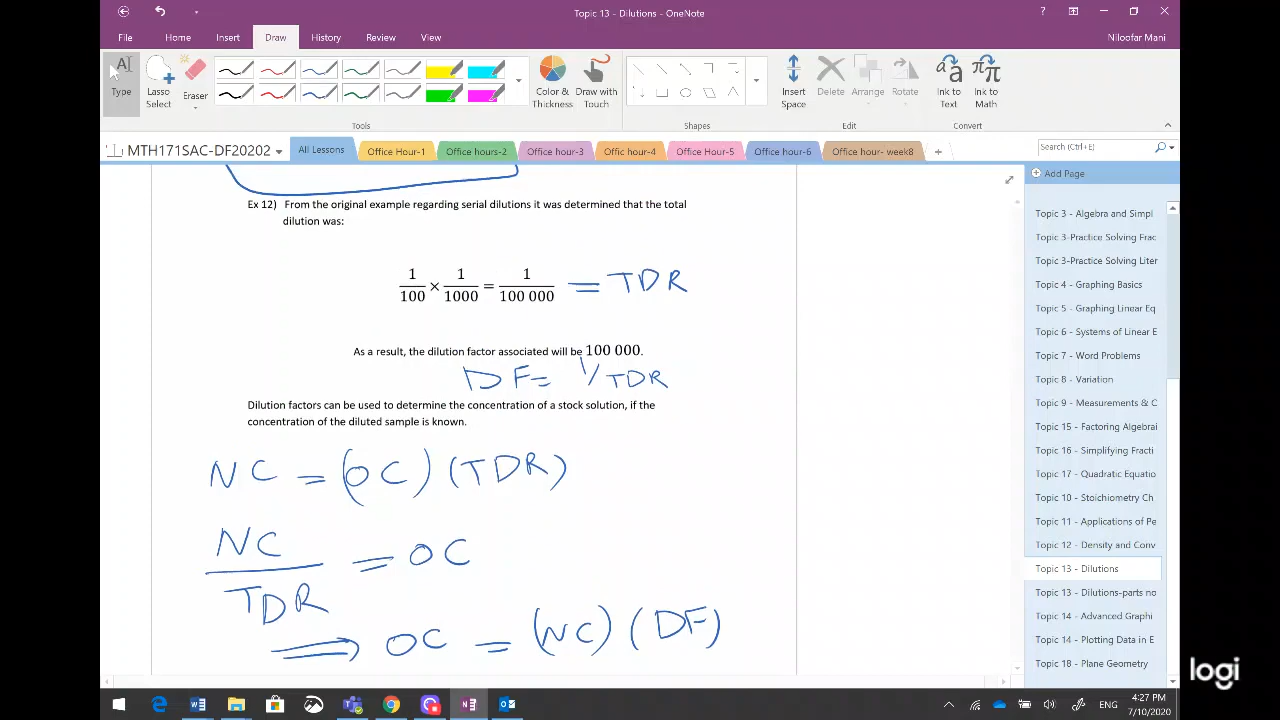 Topic 13 - Dilutions - OneNote
Niloofar Mani
File Home Insert Draw History Review View
Type
Lasso Select
Eraser
Color & Thickness
Draw with Touch
Insert Space
Delete
Arrange
Rotate
Ink to Text
Ink to Math
Tools
Shapes
Edit
Convert
MTH171SAC-DF20202
All Lessons
Office Hour-1
Office hours-2
Office hour-3
Offic hour-4
Office Hour-5
Office hour-6
Office hour- week8
Search (Ctrl+E)
Add Page
Ex 12) From the original example regarding serial dilutions it was determined that the total
dilution was:
1/100 × 1/1000 = 1/100 000 = TDR
As a result, the dilution factor associated will be 100 000.
DF = 1/TDR
Dilution factors can be used to determine the concentration of a stock solution, if the
concentration of the diluted sample is known.
NC = (OC) (TDR)
NC/TDR = OC
⟹ OC = (NC) (DF)
Topic 3 - Algebra and Simpl
Topic 3-Practice Solving Frac
Topic 3-Practice Solving Liter
Topic 4 - Graphing Basics
Topic 5 - Graphing Linear Eq
Topic 6 - Systems of Linear E
Topic 7 - Word Problems
Topic 8 - Variation
Topic 9 - Measurements & C
Topic 15 - Factoring Algebrai
Topic 16 - Simplifying Fracti
Topic 17 - Quadratic Equatio
Topic 10 - Stoichiometry Ch
Topic 11 - Applications of Pe
Topic 12 - Density and Conv
Topic 13 - Dilutions
Topic 13 - Dilutions-parts no
Topic 14 - Advanced Graphi
Topic 14 - Plotting Data in E
Topic 18 - Plane Geometry
logi
ENG
4:27 PM
7/10/2020